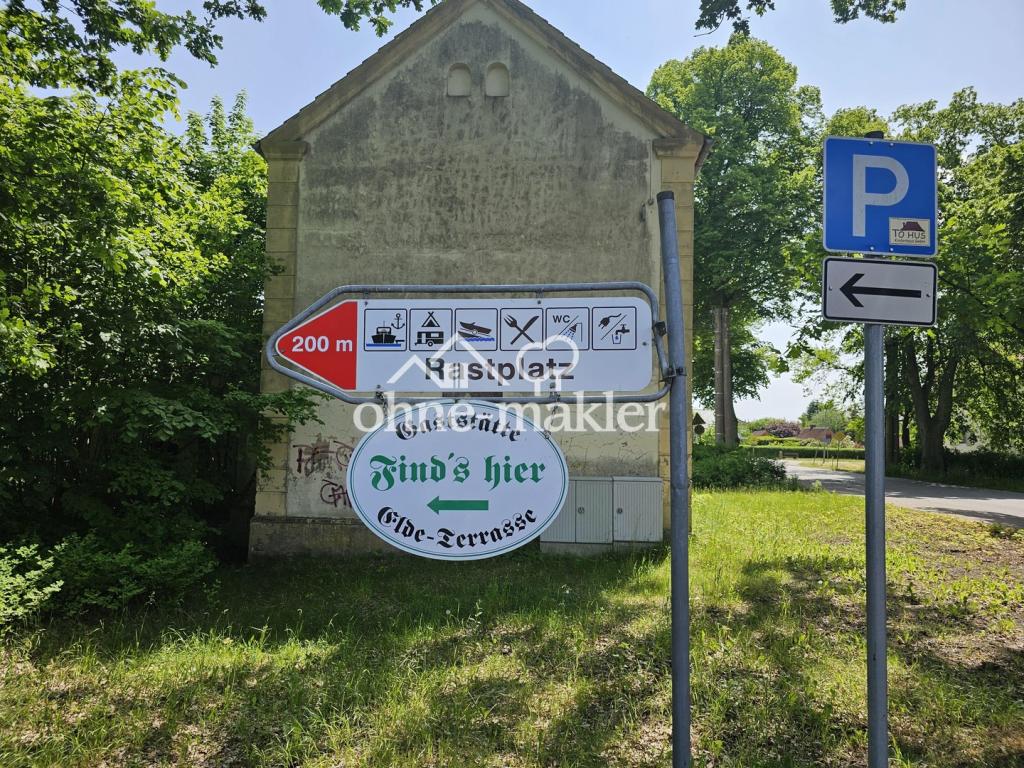 P
TO HUS
WC
200 m
Rastplatz
ohne-makler
Gaststätte
Find's hier
Elde-Terrasse